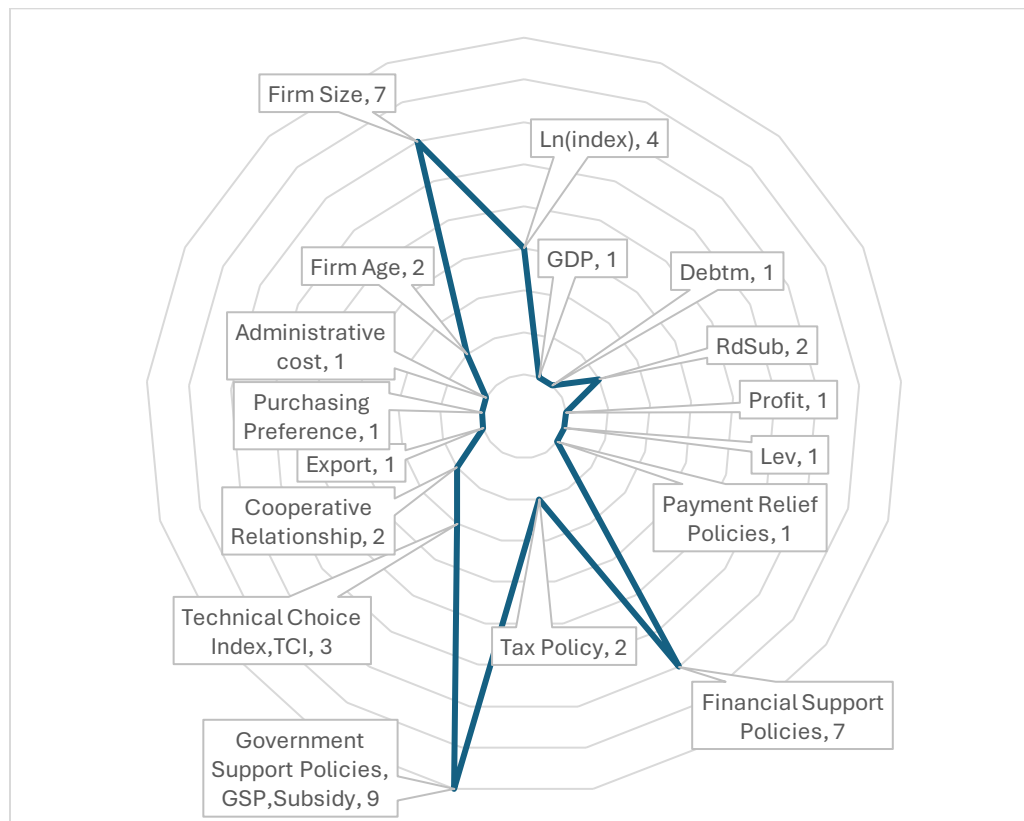 Firm Size, 7
Ln(index), 4
GDP, 1
Firm Age, 2
Debtm, 1
Administrative
cost, 1
RdSub, 2
Purchasing
Preference, 1
Profit, 1
Export, 1
Lev, 1
Cooperative
Relationship, 2
Payment Relief
Policies, 1
Technical Choice
Index,TCI, 3
Tax Policy, 2
Financial Support
Policies, 7
Government
Support Policies,
GSP,Subsidy, 9